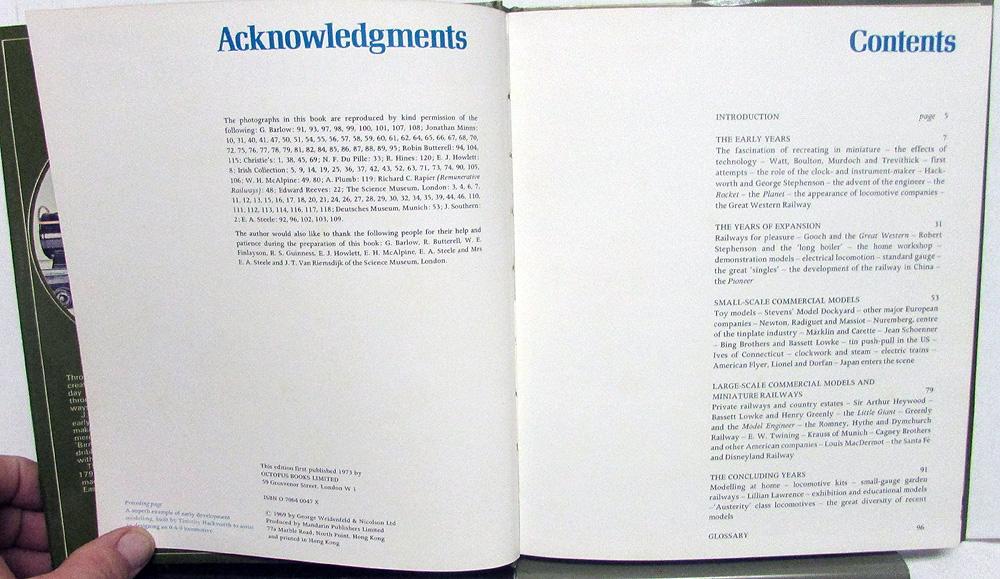 Acknowledgments
The photographs in this book are reproduced by kind permission of the
following: G. Barlow: 91, 93, 97, 98, 99, 100, 101, 107, 108; Jonathan Minns:
10, 31, 40, 41, 47, 50, 51, 54, 55, 56, 57, 58, 59, 60, 61, 62, 64, 65, 66, 67, 68, 70,
72, 75, 76, 77, 78, 79, 81, 82, 84, 85, 86, 87, 88, 89, 95; Robin Butterell: 94, 104,
115; Christie's: 1, 38, 45, 69; N. F. Du Pille: 33; R. Hines: 120; E. J. Howlett:
8; Irish Collection: 5, 9, 14, 19, 25, 36, 37, 42, 43, 52, 63, 71, 73, 74, 90, 105,
106; W. H. McAlpine: 49, 80; A. Plumb: 119; Richard C. Rapier (Remunerative
Railways): 48; Edward Reeves: 22; The Science Museum, London: 3, 4, 6, 7,
11, 12, 13, 15, 16, 17, 18, 20, 21, 24, 26, 27, 28, 29, 30, 32, 34, 35, 39, 44, 46, 110,
111, 112, 113, 114, 116, 117, 118; Deutsches Museum, Munich: 53; J. Southern:
2; E. A. Steele: 92, 96, 102, 103, 109.
The author would also like to thank the following people for their help and
patience during the preparation of this book: G. Barlow, R. Butterell, W. E.
Finlayson, R. S. Guinness, E. J. Howlett, E. H. McAlpine, E. A. Steele and Mrs
E. A. Steele and J. T. Van Riemsdijk of the Science Museum, London.
This edition first published 1973 by
OCTOPUS BOOKS LIMITED
59 Grosvenor Street, London W 1
ISBN 0 7064 0047 X
© 1969 by George Weidenfeld & Nicolson Ltd
Produced by Mandarin Publishers Limited
77a Marble Road, North Point, Hong Kong
and printed in Hong Kong
Preceding page
A superb example of early development
modelling, built by Timothy Hackworth to assist
in designing an 0-4-0 locomotive.
Contents
INTRODUCTION page 5
THE EARLY YEARS 7
The fascination of recreating in miniature – the effects of
technology – Watt, Boulton, Murdoch and Trevithick – first
attempts – the role of the clock- and instrument-maker – Hack-
worth and George Stephenson – the advent of the engineer – the
Rocket – the Planet – the appearance of locomotive companies –
the Great Western Railway
THE YEARS OF EXPANSION 31
Railways for pleasure – Gooch and the Great Western – Robert
Stephenson and the 'long boiler' – the home workshop –
demonstration models – electrical locomotion – standard gauge –
the great 'singles' – the development of the railway in China –
the Pioneer
SMALL-SCALE COMMERCIAL MODELS 53
Toy models – Stevens' Model Dockyard – other major European
companies – Newton, Radiguet and Massiot – Nuremberg, centre
of the tinplate industry – Märklin and Carette – Jean Schoenner
– Bing Brothers and Bassett Lowke – tin push-pull in the US –
Ives of Connecticut – clockwork and steam – electric trains –
American Flyer, Lionel and Dorfan – Japan enters the scene
LARGE-SCALE COMMERCIAL MODELS AND
MINIATURE RAILWAYS 79
Private railways and country estates – Sir Arthur Heywood –
Bassett Lowke and Henry Greenly – the Little Giant – Greenly
and the Model Engineer – the Romney, Hythe and Dymchurch
Railway – E. W. Twining – Krauss of Munich – Cagney Brothers
and other American companies – Louis MacDermot – the Santa Fe
and Disneyland Railway
THE CONCLUDING YEARS 91
Modelling at home – locomotive kits – small-gauge garden
railways – Lillian Lawrence – exhibition and educational models
–'Austerity' class locomotives – the great diversity of recent
models
GLOSSARY 96